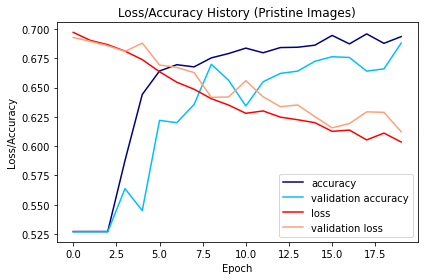 Loss/Accuracy History (Pristine Images)
Loss/Accuracy
0.700
0.675
0.650
0.625
0.600
0.575
0.550
0.525
0.0 2.5 5.0 7.5 10.0 12.5 15.0 17.5
Epoch
accuracy
validation accuracy
loss
validation loss